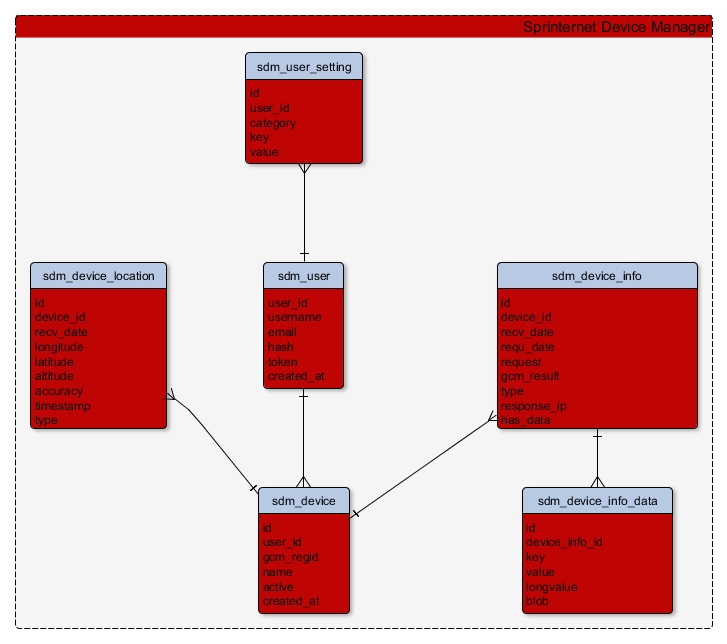 Sprinternet Device Manager
sdm_user_setting
id
user_id
category
key
value
sdm_device_location
id
device_id
recv_date
longitude
latitude
altitude
accuracy
timestamp
type
sdm_user
user_id
username
email
hash
token
created_at
sdm_device_info
id
device_id
recv_date
requ_date
request
gcm_result
type
response_ip
has_data
sdm_device
id
user_id
gcm_regid
name
active
created_at
sdm_device_info_data
id
device_info_id
key
value
longvalue
blob